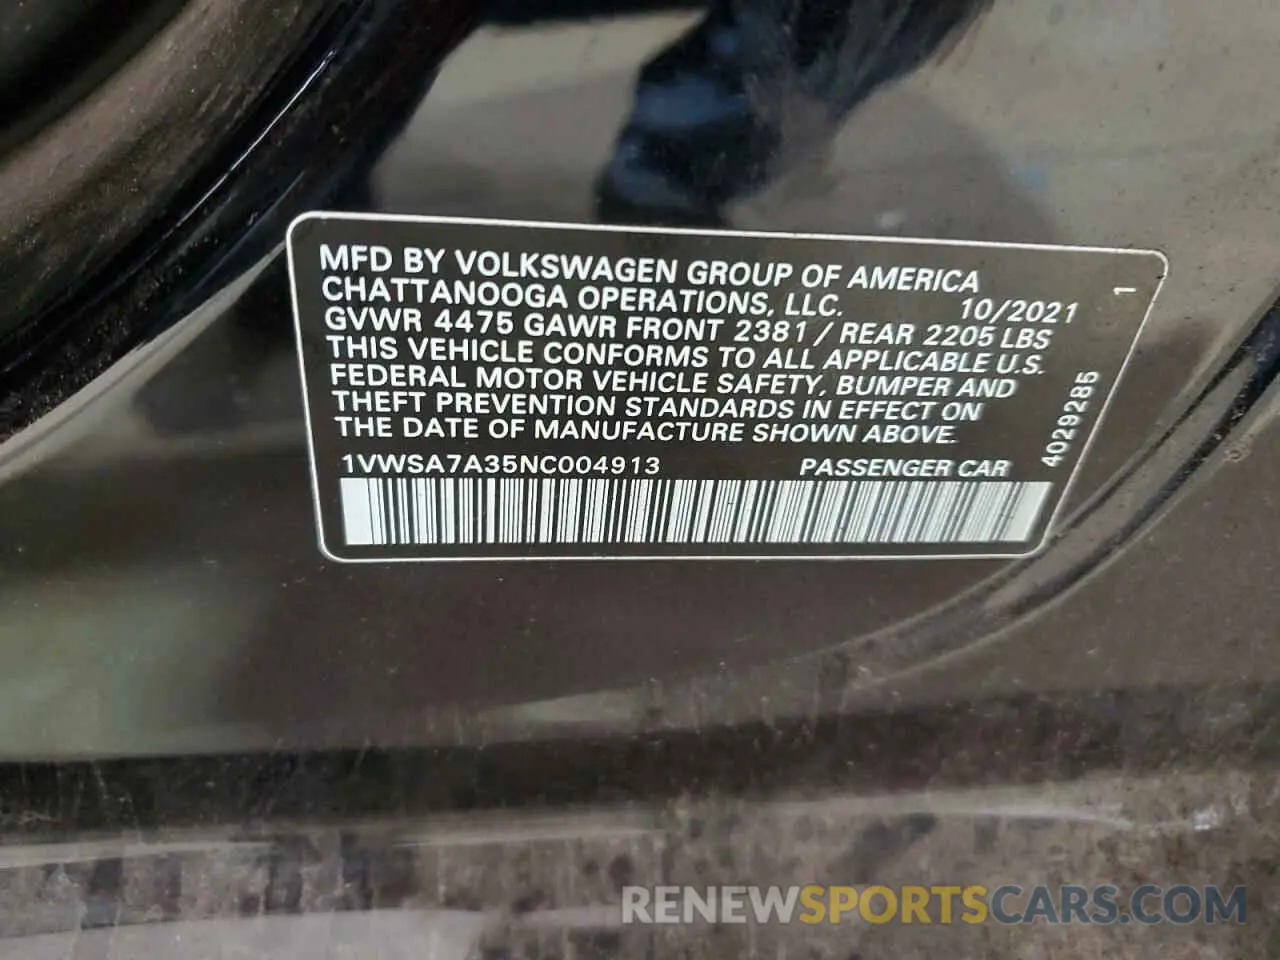 MFD BY VOLKSWAGEN GROUP OF AMERICA
CHATTANOOGA OPERATIONS, LLC. 10/2021
GVWR 4475 GAWR FRONT 2381 / REAR 2205 LBS
THIS VEHICLE CONFORMS TO ALL APPLICABLE U.S.
FEDERAL MOTOR VEHICLE SAFETY, BUMPER AND
THEFT PREVENTION STANDARDS IN EFFECT ON
THE DATE OF MANUFACTURE SHOWN ABOVE.
1VWSA7A35NC004913 PASSENGER CAR
4029285
1
RENEWSPORTSCARS.COM